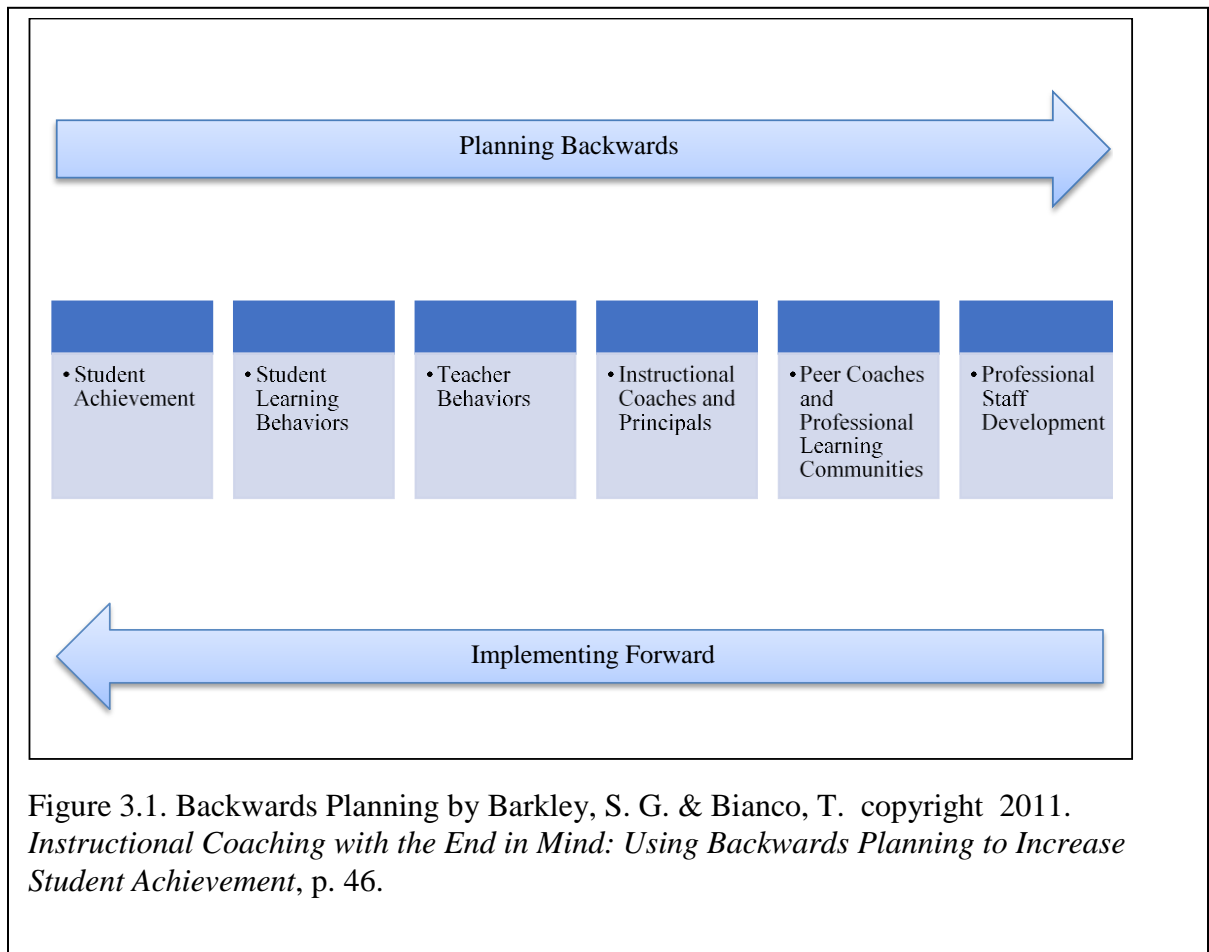 Planning Backwards
• Student
Achievement
• Student
Learning
Behaviors
• Teacher
Behaviors
• Instructional
Coaches and
Principals
• Peer Coaches
and
Professional
Learning
Communities
• Professional
Staff
Development
Implementing Forward
Figure 3.1. Backwards Planning by Barkley, S. G. & Bianco, T.  copyright  2011.
Instructional Coaching with the End in Mind: Using Backwards Planning to Increase
Student Achievement, p. 46.